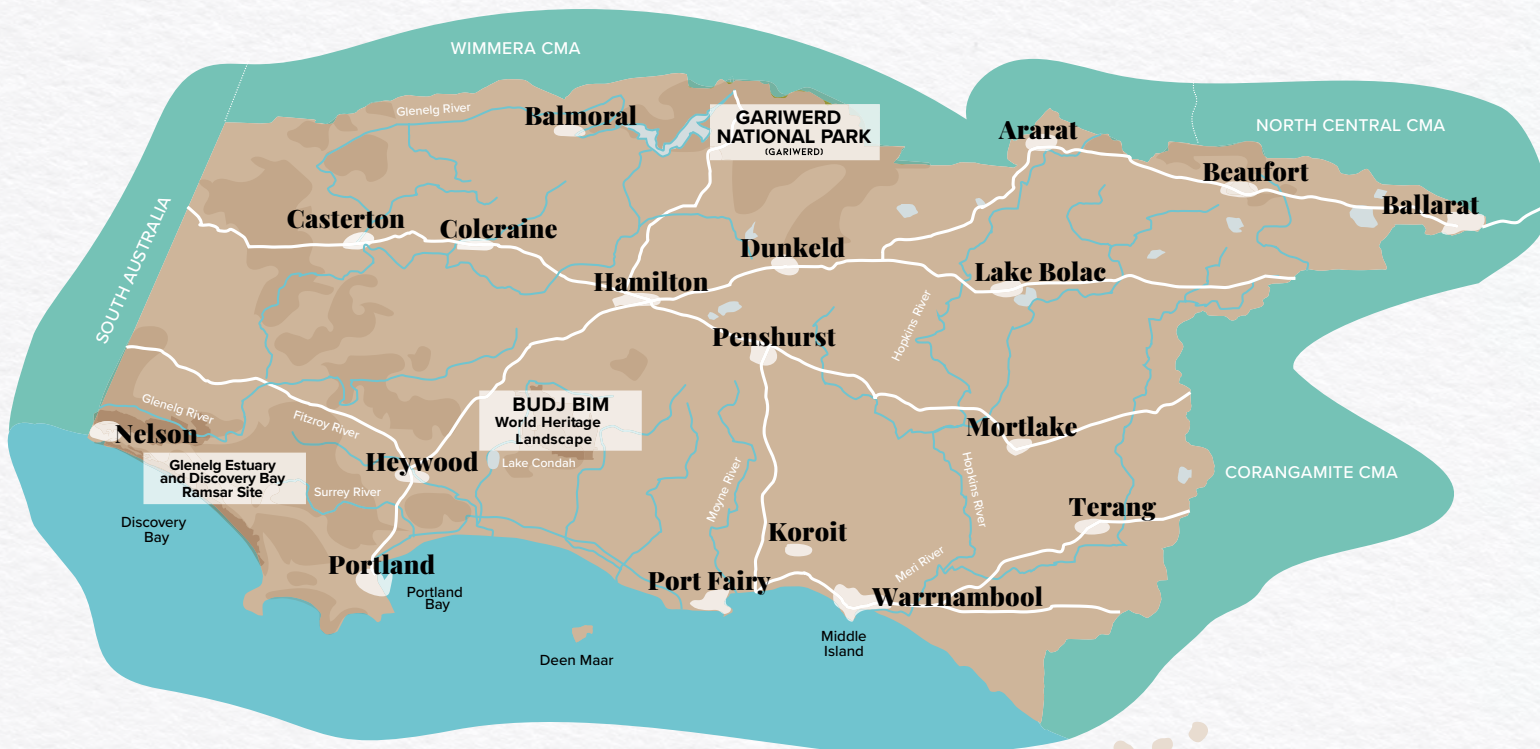 WIMMERA CMA
NORTH CENTRAL CMA
SOUTH AUSTRALIA
CORANGAMITE CMA
Glenelg River
Balmoral
GARIWERD
NATIONAL PARK
(GARIWERD)
Ararat
Beaufort
Ballarat
Casterton
Coleraine
Dunkeld
Hamilton
Lake Bolac
Hopkins River
Penshurst
BUDJ BIM
World Heritage
Landscape
Glenelg River
Fitzroy River
Nelson
Mortlake
Heywood
Lake Condah
Glenelg Estuary
and Discovery Bay
Ramsar Site
Surrey River
Moyne River
Hopkins River
Terang
Discovery
Bay
Koroit
Portland
Portland
Bay
Port Fairy
Meri River
Warrnambool
Middle
Island
Deen Maar